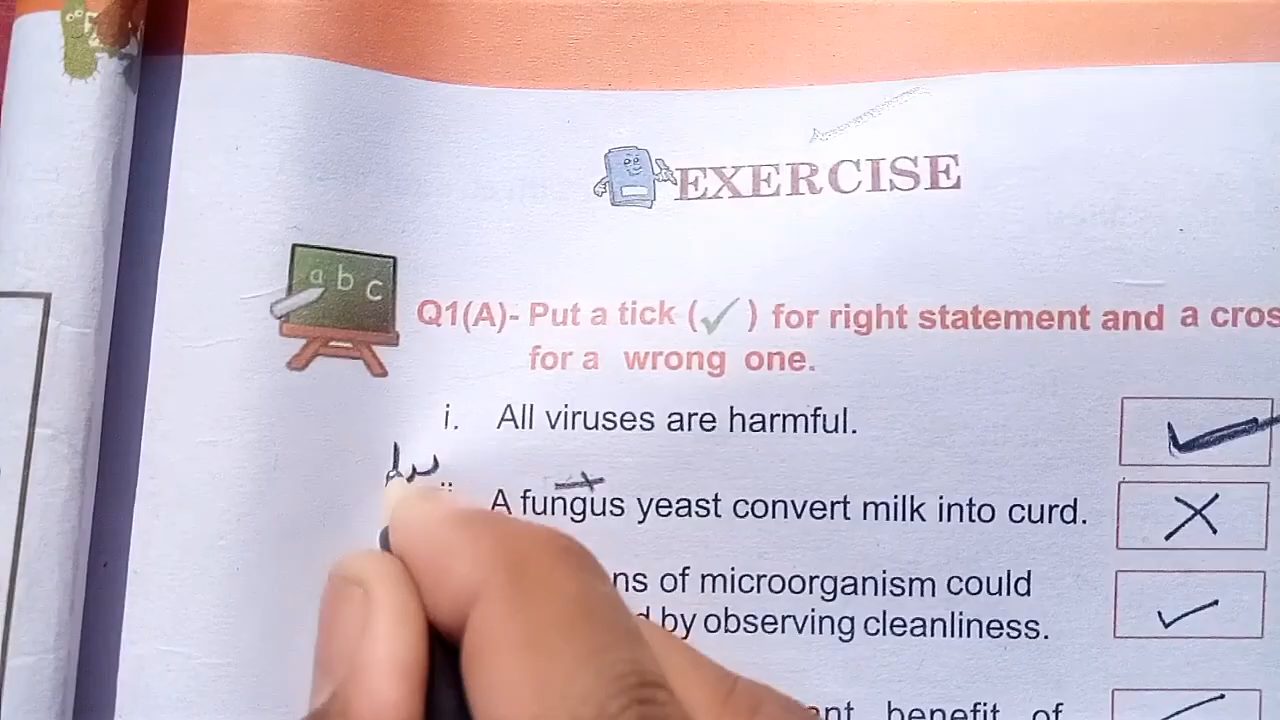 a b c
EXERCISE
Q1(A)- Put a tick (✓) for right statement and a cros
for a wrong one.
i. All viruses are harmful.
A fungus yeast convert milk into curd.
ns of microorganism could
by observing cleanliness.
benefit of